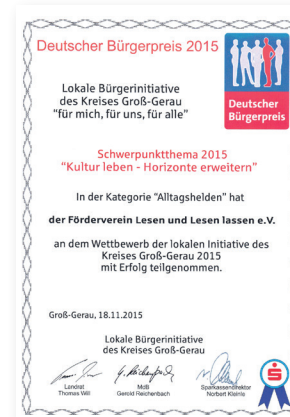 Deutscher Bürgerpreis 2015
Deutscher
Bürgerpreis
Lokale Bürgerinitiative
des Kreises Groß-Gerau
"für mich, für uns, für alle"
Schwerpunktthema 2015
"Kultur leben - Horizonte erweitern"
In der Kategorie "Alltagshelden" hat
der Förderverein Lesen und Lesen lassen e.V.
an dem Wettbewerb der lokalen Initiative des
Kreises Groß-Gerau 2015
mit Erfolg teilgenommen.
Groß-Gerau, 18.11.2015
Lokale Bürgerinitiative
des Kreises Groß-Gerau
Landrat
Thomas Will
MdB
Gerold Reichenbach
Sparkassendirektor
Norbert Kleinle